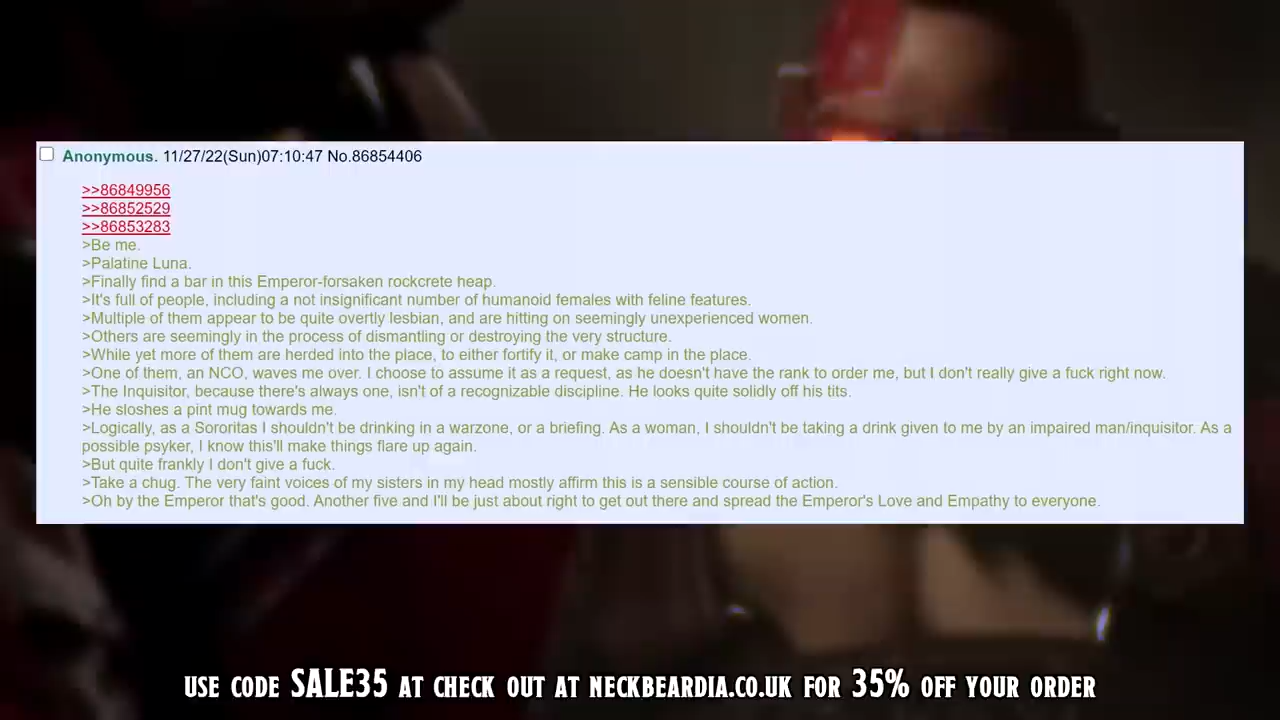 Anonymous. 11/27/22(Sun)07:10:47 No.86854406
>>86849956
>>86852529
>>86853283
>Be me.
>Palatine Luna.
>Finally find a bar in this Emperor-forsaken rockcrete heap.
>It's full of people, including a not insignificant number of humanoid females with feline features.
>Multiple of them appear to be quite overtly lesbian, and are hitting on seemingly unexperienced women.
>Others are seemingly in the process of dismantling or destroying the very structure.
>While yet more of them are herded into the place, to either fortify it, or make camp in the place.
>One of them, an NCO, waves me over. I choose to assume it as a request, as he doesn't have the rank to order me, but I don't really give a fuck right now.
>The Inquisitor, because there's always one, isn't of a recognizable discipline. He looks quite solidly off his tits.
>He sloshes a pint mug towards me.
>Logically, as a Sororitas I shouldn't be drinking in a warzone, or a briefing. As a woman, I shouldn't be taking a drink given to me by an impaired man/inquisitor. As a
possible psyker, I know this'll make things flare up again.
>But quite frankly I don't give a fuck.
>Take a chug. The very faint voices of my sisters in my head mostly affirm this is a sensible course of action.
>Oh by the Emperor that's good. Another five and I'll be just about right to get out there and spread the Emperor's Love and Empathy to everyone.
USE CODE SALE35 AT CHECK OUT AT NECKBEARDIA.CO.UK FOR 35% OFF YOUR ORDER